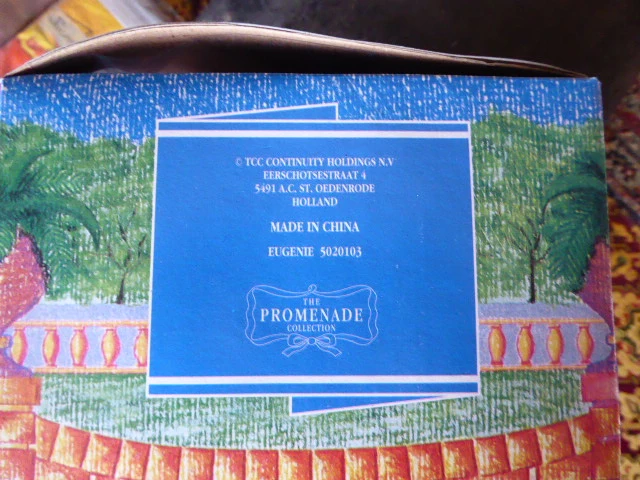 © TCC CONTINUITY HOLDINGS N.V
EERSCHOTSESTRAAT 4
5491 A.C. ST. OEDENRODE
HOLLAND
MADE IN CHINA
EUGENIE 5020103
THE
PROMENADE
COLLECTION